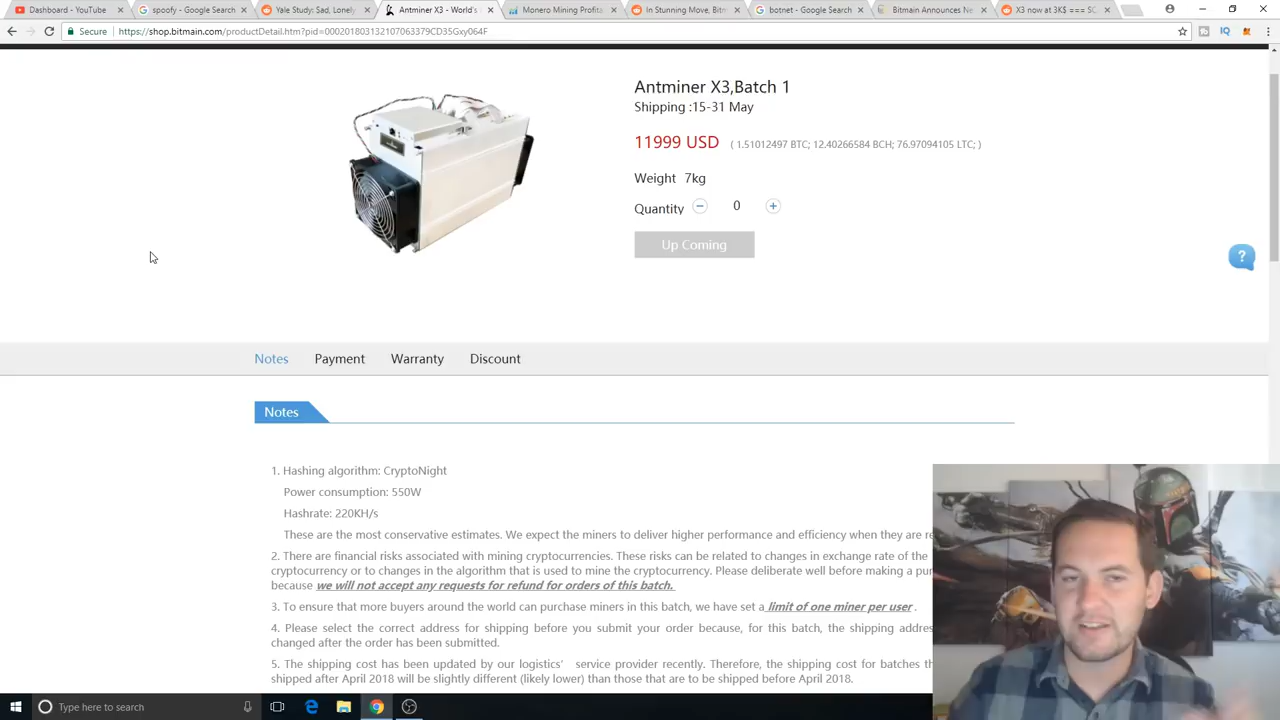 Dashboard - YouTube
spoofy - Google Search
Yale Study: Sad, Lonely
Antminer X3 - World's
Monero Mining Profita
In Stunning Move, Bitm
botnet - Google Search
Bitmain Announces Ne
X3 now at 3K$ === SC
Secure
https://shop.bitmain.com/productDetail.htm?pid=00020180313210706337 9CD35Gxy064F
Antminer X3,Batch 1
Shipping :15-31 May
11999 USD ( 1.51012497 BTC; 12.40266584 BCH; 76.97094105 LTC; )
Weight 7kg
Quantity 0
Up Coming
?
Notes Payment Warranty Discount
Notes
1. Hashing algorithm: CryptoNight
Power consumption: 550W
Hashrate: 220KH/s
These are the most conservative estimates. We expect the miners to deliver higher performance and efficiency when they are re
2. There are financial risks associated with mining cryptocurrencies. These risks can be related to changes in exchange rate of the
cryptocurrency or to changes in the algorithm that is used to mine the cryptocurrency. Please deliberate well before making a pur
because we will not accept any requests for refund for orders of this batch.
3. To ensure that more buyers around the world can purchase miners in this batch, we have set a limit of one miner per user .
4. Please select the correct address for shipping before you submit your order because, for this batch, the shipping addres
changed after the order has been submitted.
5. The shipping cost has been updated by our logistics' service provider recently. Therefore, the shipping cost for batches th
shipped after April 2018 will be slightly different (likely lower) than those that are to be shipped before April 2018.
Type here to search